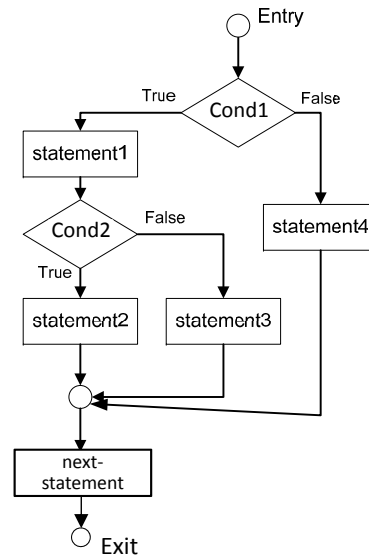 Entry
True
Cond1
False
statement1
Cond2
False
statement4
True
statement2
statement3
next-
statement
Exit